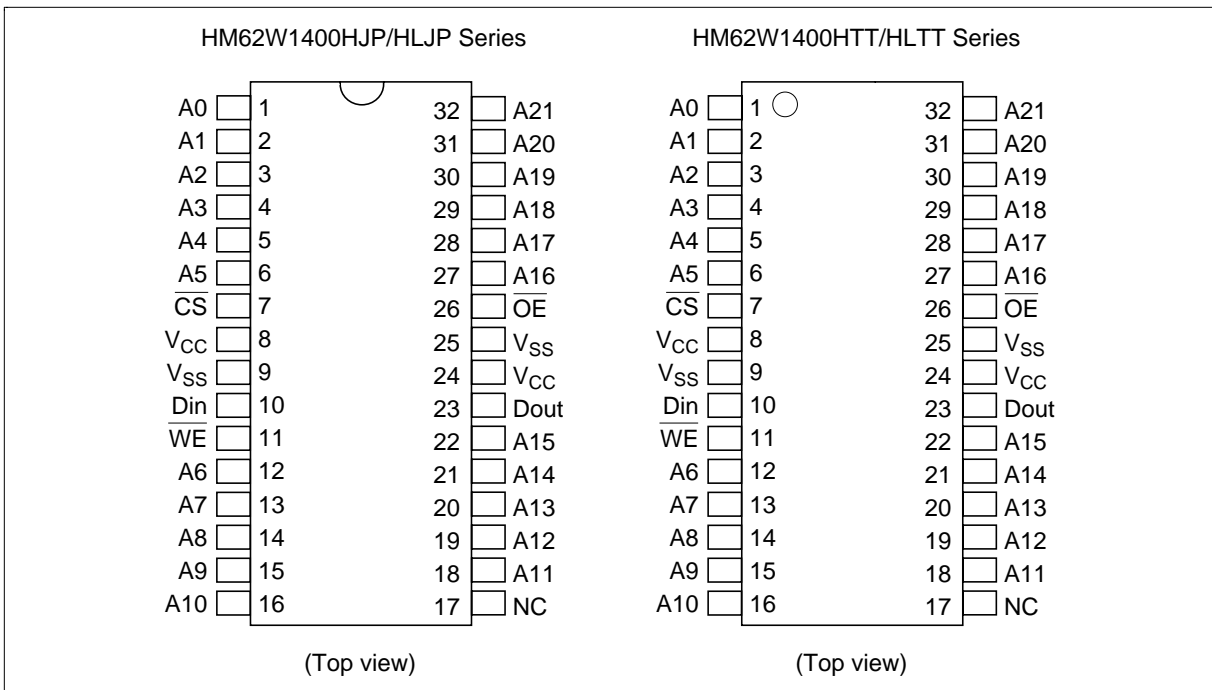 HM62W1400HJP/HLJP Series
A0 1 32 A21
A1 2 31 A20
A2 3 30 A19
A3 4 29 A18
A4 5 28 A17
A5 6 27 A16
C̅S̅ 7 26 O̅E̅
VCC 8 25 VSS
VSS 9 24 VCC
Din 10 23 Dout
W̅E̅ 11 22 A15
A6 12 21 A14
A7 13 20 A13
A8 14 19 A12
A9 15 18 A11
A10 16 17 NC
(Top view)
HM62W1400HTT/HLTT Series
A0 1 32 A21
A1 2 31 A20
A2 3 30 A19
A3 4 29 A18
A4 5 28 A17
A5 6 27 A16
C̅S̅ 7 26 O̅E̅
VCC 8 25 VSS
VSS 9 24 VCC
Din 10 23 Dout
W̅E̅ 11 22 A15
A6 12 21 A14
A7 13 20 A13
A8 14 19 A12
A9 15 18 A11
A10 16 17 NC
(Top view)